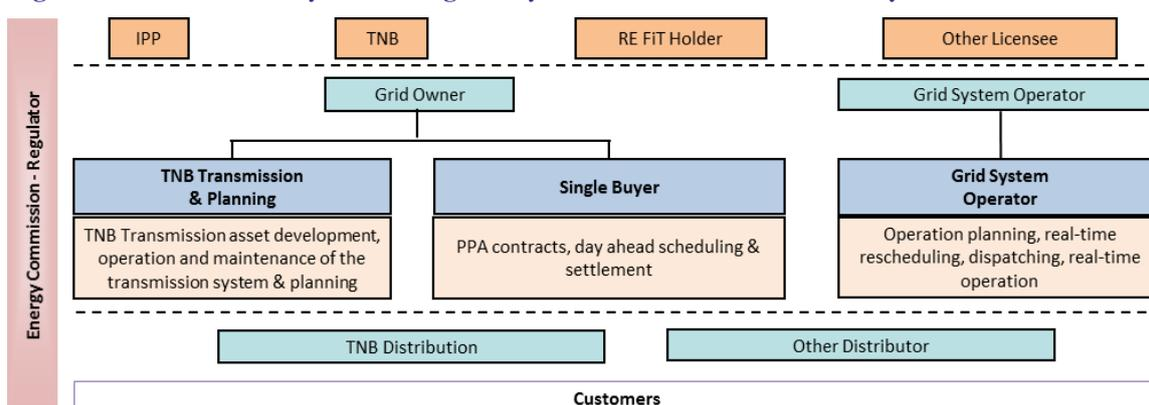 Energy Commission - Regulator
IPP
TNB
RE FiT Holder
Other Licensee
Grid Owner
Grid System Operator
TNB Transmission
& Planning
Single Buyer
Grid System
Operator
TNB Transmission asset development,
operation and maintenance of the
transmission system & planning
PPA contracts, day ahead scheduling &
settlement
Operation planning, real-time
rescheduling, dispatching, real-time
operation
TNB Distribution
Other Distributor
Customers